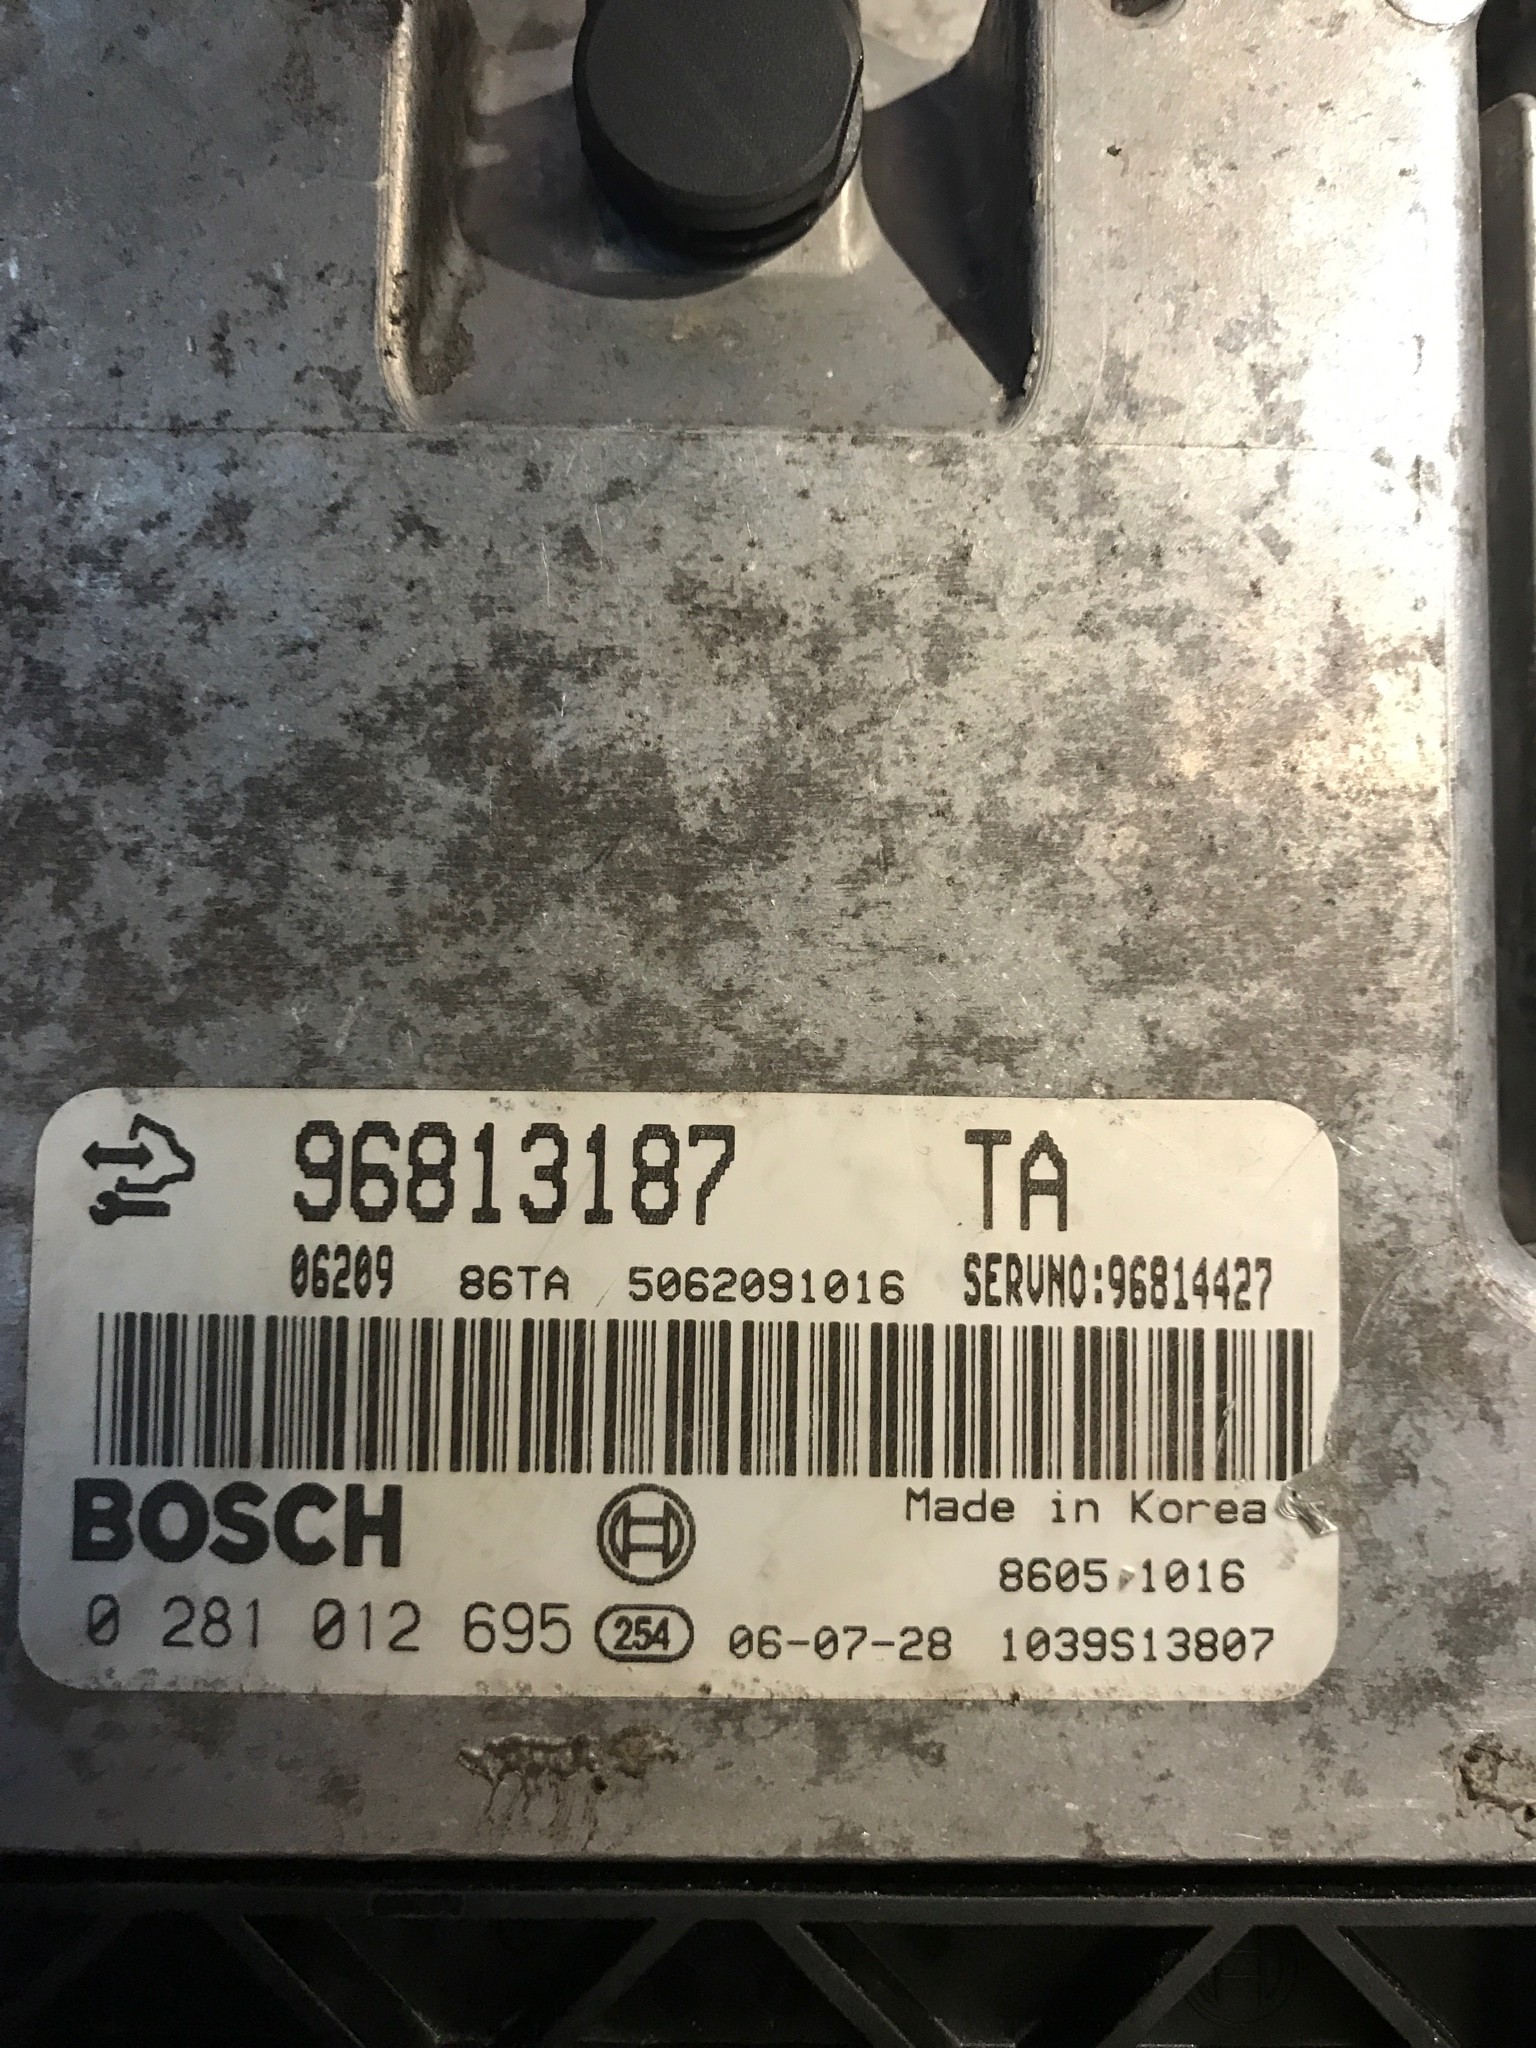 96813187 TA
06209 86TA 5062091016 SERVNO:96814427
BOSCH
Made in Korea
8605 1016
0 281 012 695 254 06-07-28 1039S13807